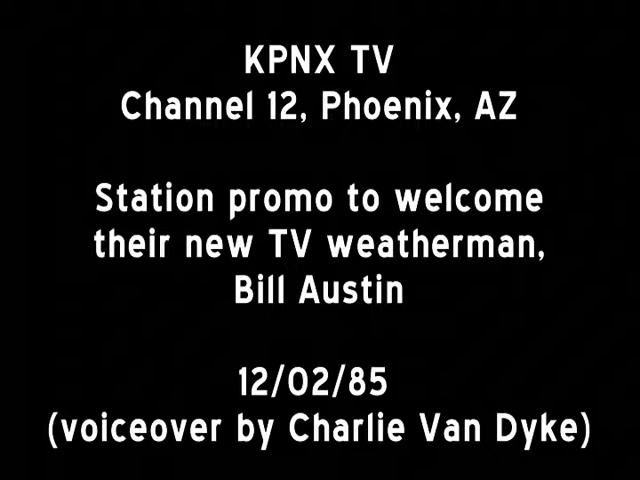 KPNX TV
Channel 12, Phoenix, AZ
Station promo to welcome
their new TV weatherman,
Bill Austin
12/02/85
(voiceover by Charlie Van Dyke)